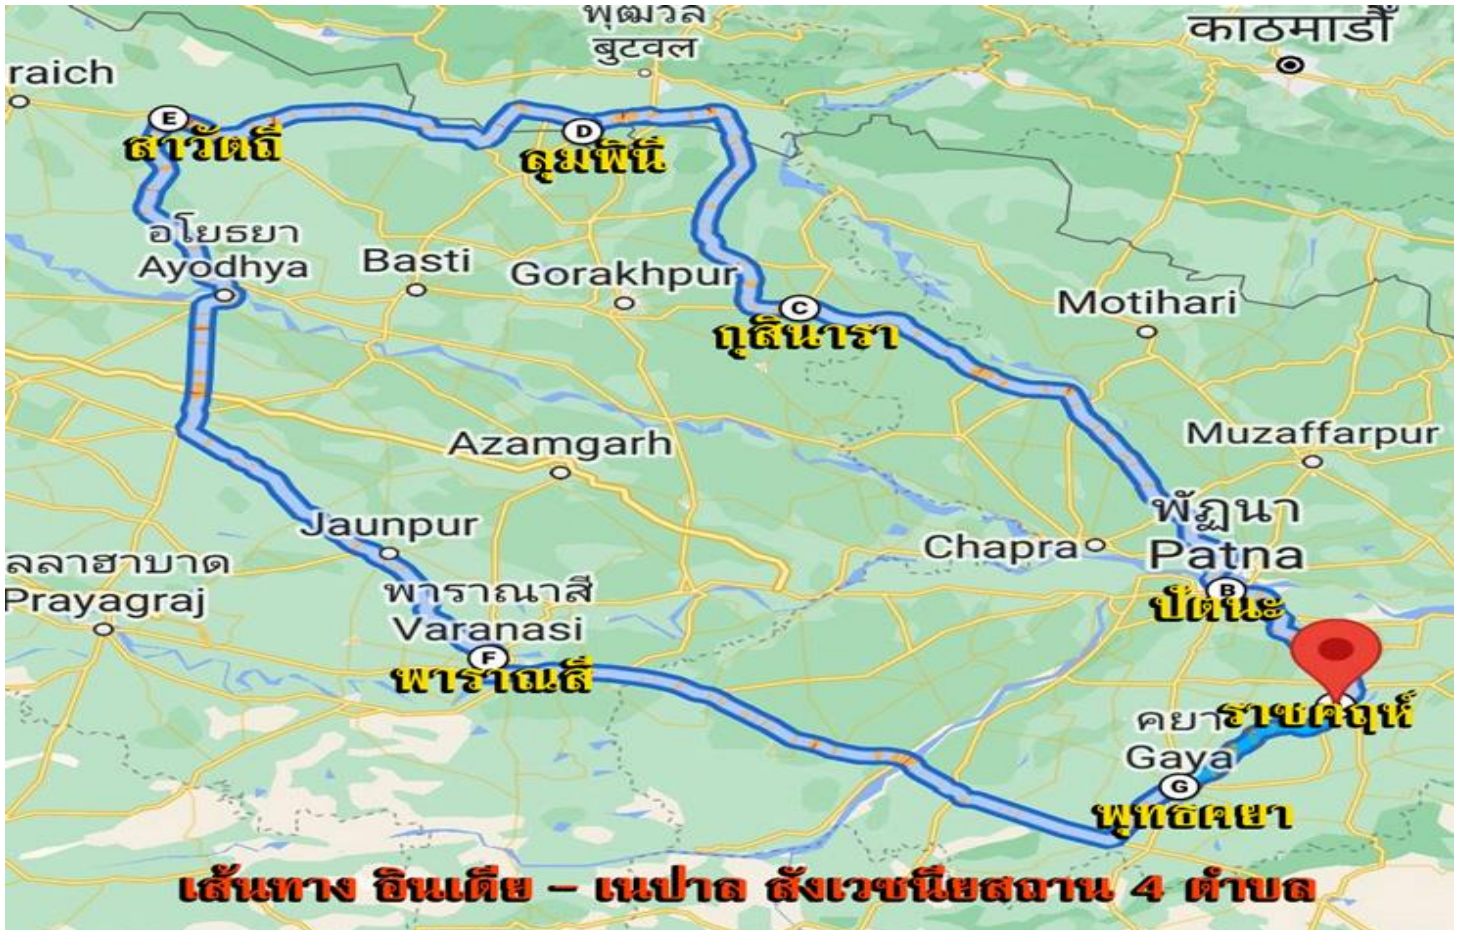 พุฒวล
बुटवल
काठमाडौँ
raich
E
สาวัตถี
D
ลุมพินี
อโยธยา
Ayodhya
Basti
Gorakhpur
C
กุสินารา
Motihari
Azamgarh
Muzaffarpur
พัฏนา
Patna
Chapra
B
ปัตนะ
Jaunpur
ลลาฮาบาด
Prayagraj
พาราณาสี
Varanasi
F
พาราณสี
ราชคฤห์
คยา
Gaya
G
พุทธคยา
เส้นทาง อินเดีย – เนปาล สังเวชนียสถาน 4 ตำบล